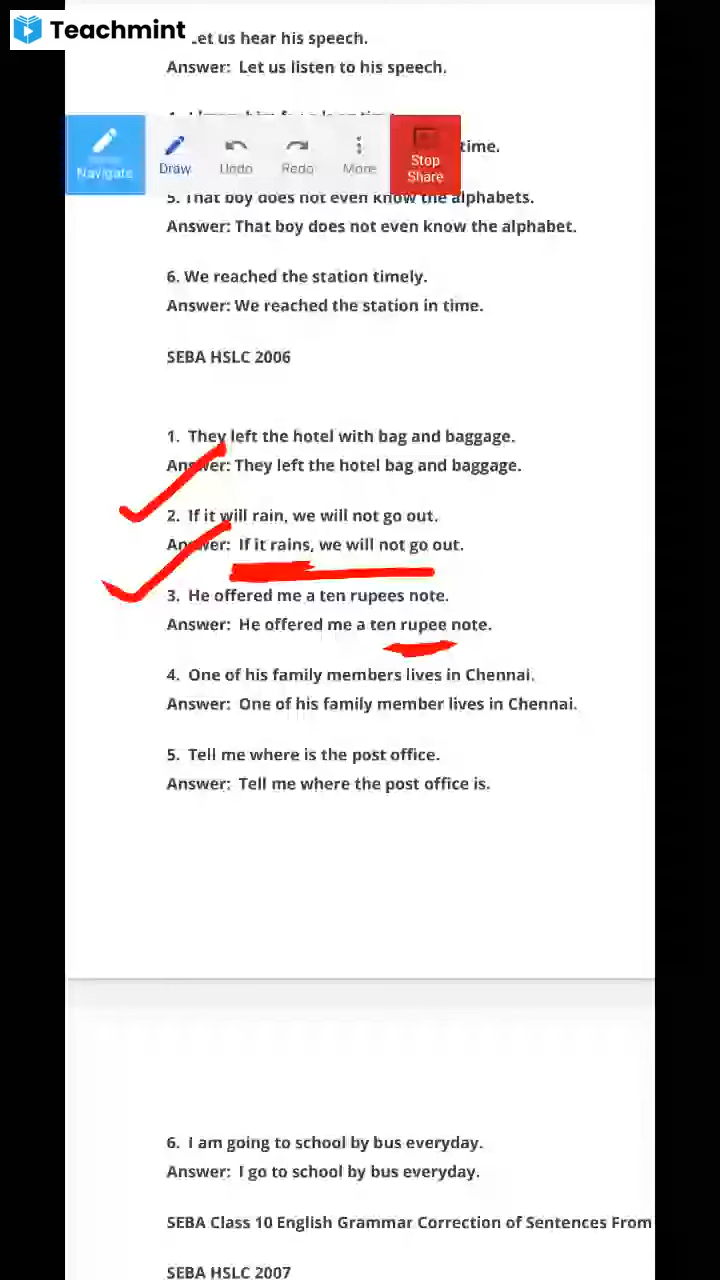 Teachmint
Let us hear his speech.
Answer: Let us listen to his speech.
time.
Navigate
Draw
Undo
Redo
More
Stop
Share
5. That boy does not even know the alphabets.
Answer: That boy does not even know the alphabet.
6. We reached the station timely.
Answer: We reached the station in time.
SEBA HSLC 2006
1. They left the hotel with bag and baggage.
Answer: They left the hotel bag and baggage.
2. If it will rain, we will not go out.
Answer: If it rains, we will not go out.
3. He offered me a ten rupees note.
Answer: He offered me a ten rupee note.
4. One of his family members lives in Chennai.
Answer: One of his family member lives in Chennai.
5. Tell me where is the post office.
Answer: Tell me where the post office is.
6. I am going to school by bus everyday.
Answer: I go to school by bus everyday.
SEBA Class 10 English Grammar Correction of Sentences From
SEBA HSLC 2007